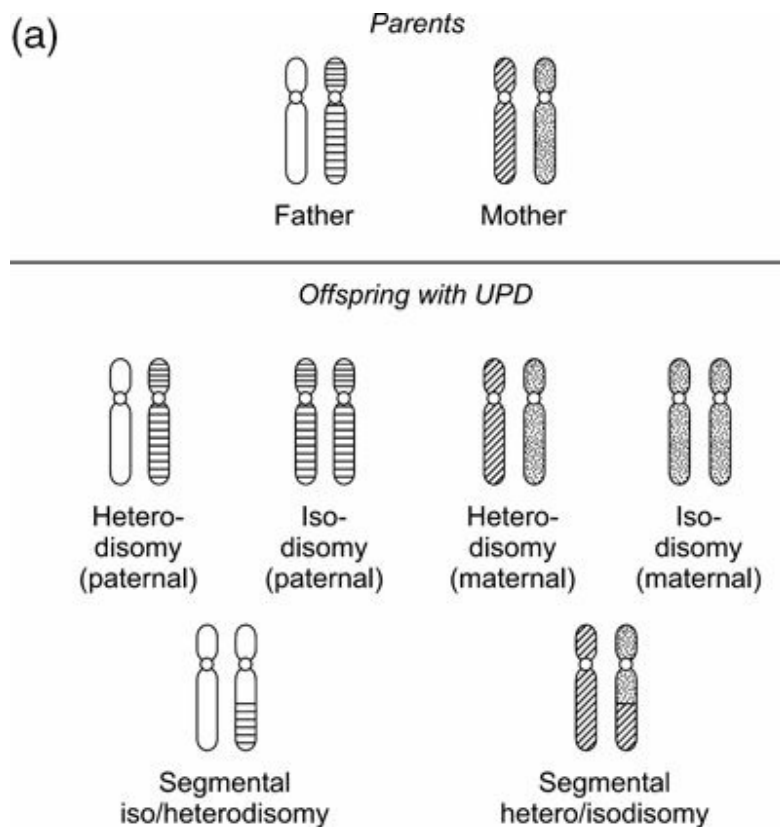 (a)
Parents
Father Mother
Offspring with UPD
Hetero- Iso- Hetero- Iso-
disomy disomy disomy disomy
(paternal) (paternal) (maternal) (maternal)
Segmental Segmental
iso/heterodisomy hetero/isodisomy